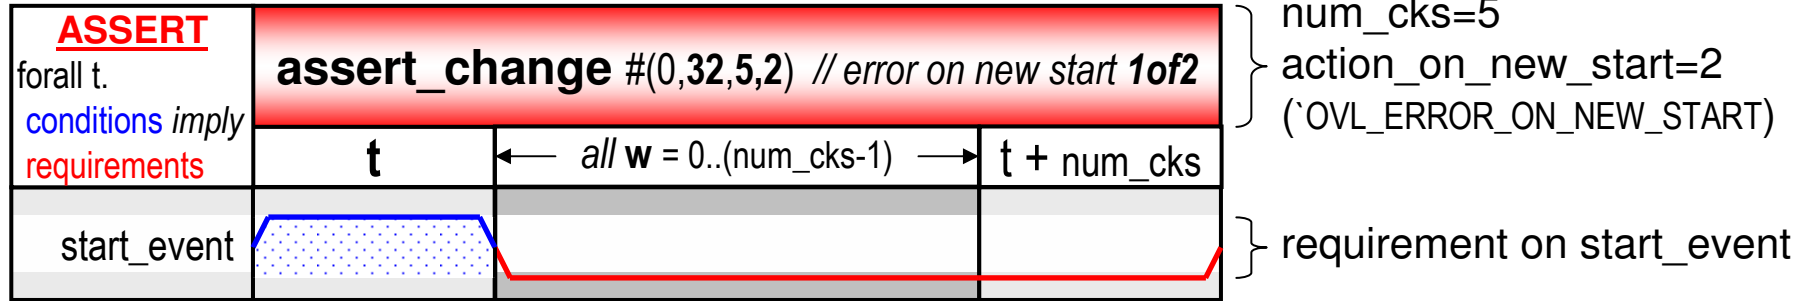 ASSERT
forall t.
conditions imply
requirements
assert_change #(0,32,5,2) // error on new start 1of2
t
all w = 0..(num_cks-1)
t + num_cks
start_event
num_cks=5
action_on_new_start=2
(`OVL_ERROR_ON_NEW_START)
requirement on start_event